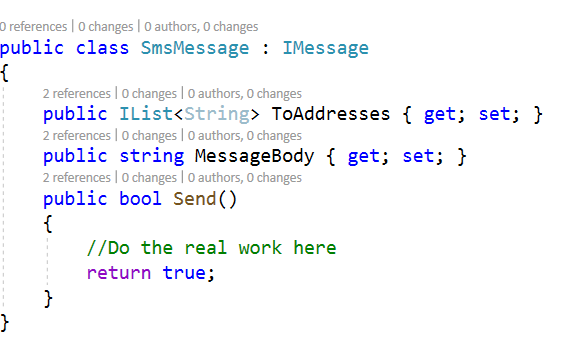 0 references | 0 changes | 0 authors, 0 changes
public class SmsMessage : IMessage
{
2 references | 0 changes | 0 authors, 0 changes
public IList<String> ToAddresses { get; set; }
2 references | 0 changes | 0 authors, 0 changes
public string MessageBody { get; set; }
2 references | 0 changes | 0 authors, 0 changes
public bool Send()
{
//Do the real work here
return true;
}
}